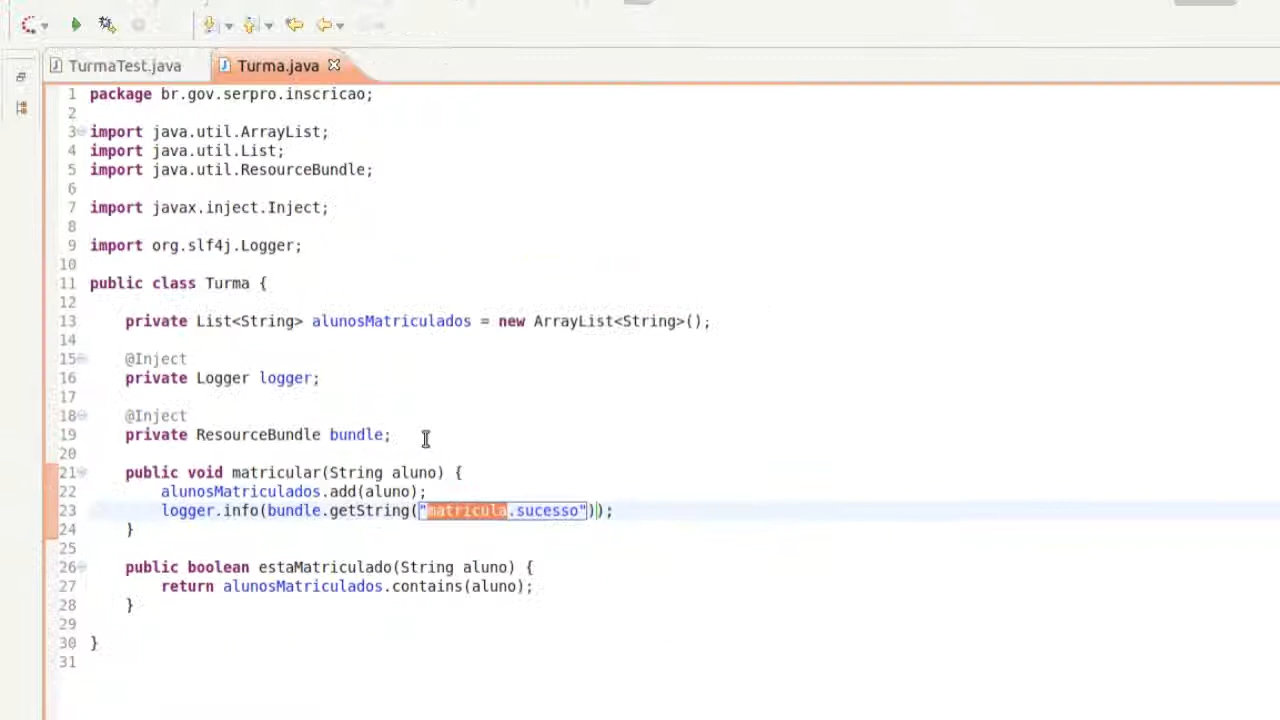 TurmaTest.java Turma.java
1 package br.gov.serpro.inscricao;
2
3 import java.util.ArrayList;
4 import java.util.List;
5 import java.util.ResourceBundle;
6
7 import javax.inject.Inject;
8
9 import org.slf4j.Logger;
10
11 public class Turma {
12
13 private List<String> alunosMatriculados = new ArrayList<String>();
14
15 @Inject
16 private Logger logger;
17
18 @Inject
19 private ResourceBundle bundle;
20
21 public void matricular(String aluno) {
22 alunosMatriculados.add(aluno);
23 logger.info(bundle.getString("matricula.sucesso"));
24 }
25
26 public boolean estaMatriculado(String aluno) {
27 return alunosMatriculados.contains(aluno);
28 }
29
30 }
31